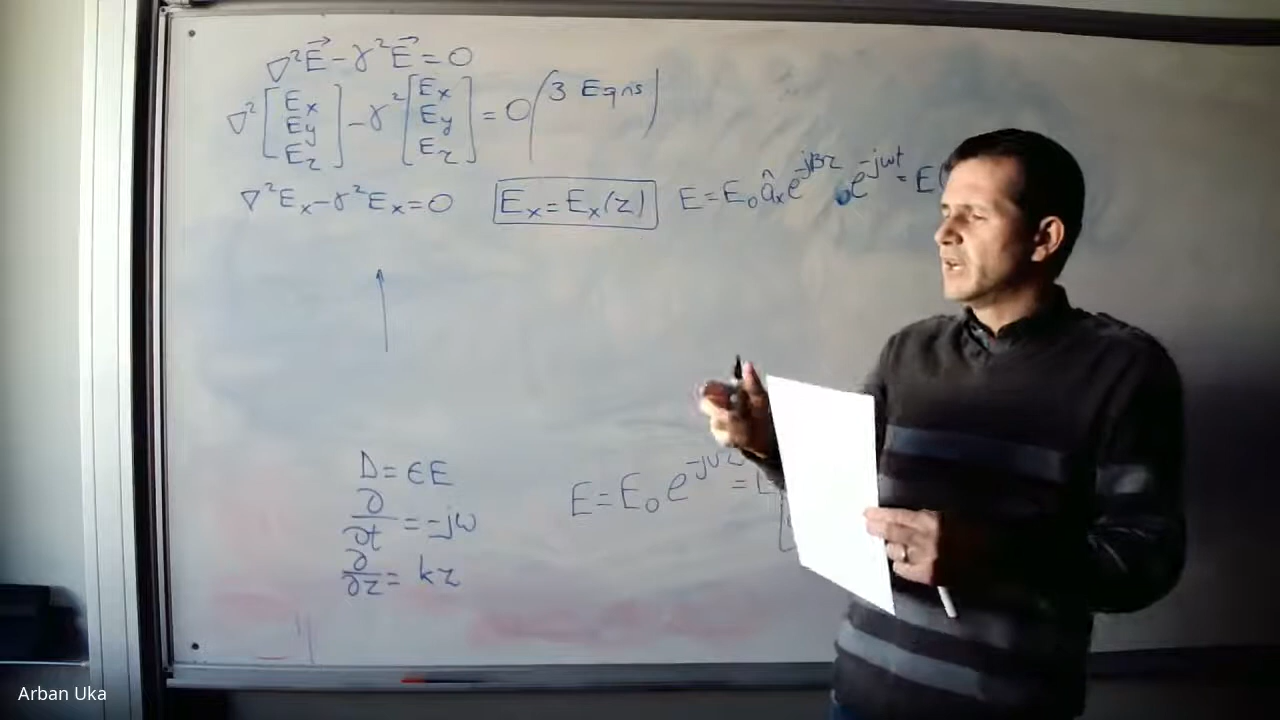 ∇²E⃗ - γ²E⃗ = 0
∇²[Ex Ey Ez] - γ²[Ex Ey Ez] = 0 (3 Eqns)
∇²Ex - γ²Ex = 0 Ex = Ex(z) E = E₀ âx e^-jβz e^-jωt = E(
D = ϵE
∂/∂t = -jω
∂/∂z = kz
E = E₀ e
Arban Uka